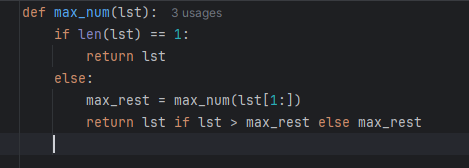 def max_num(lst):  3 usages
    if len(lst) == 1:
        return lst
    else:
        max_rest = max_num(lst[1:])
        return lst if lst > max_rest else max_rest